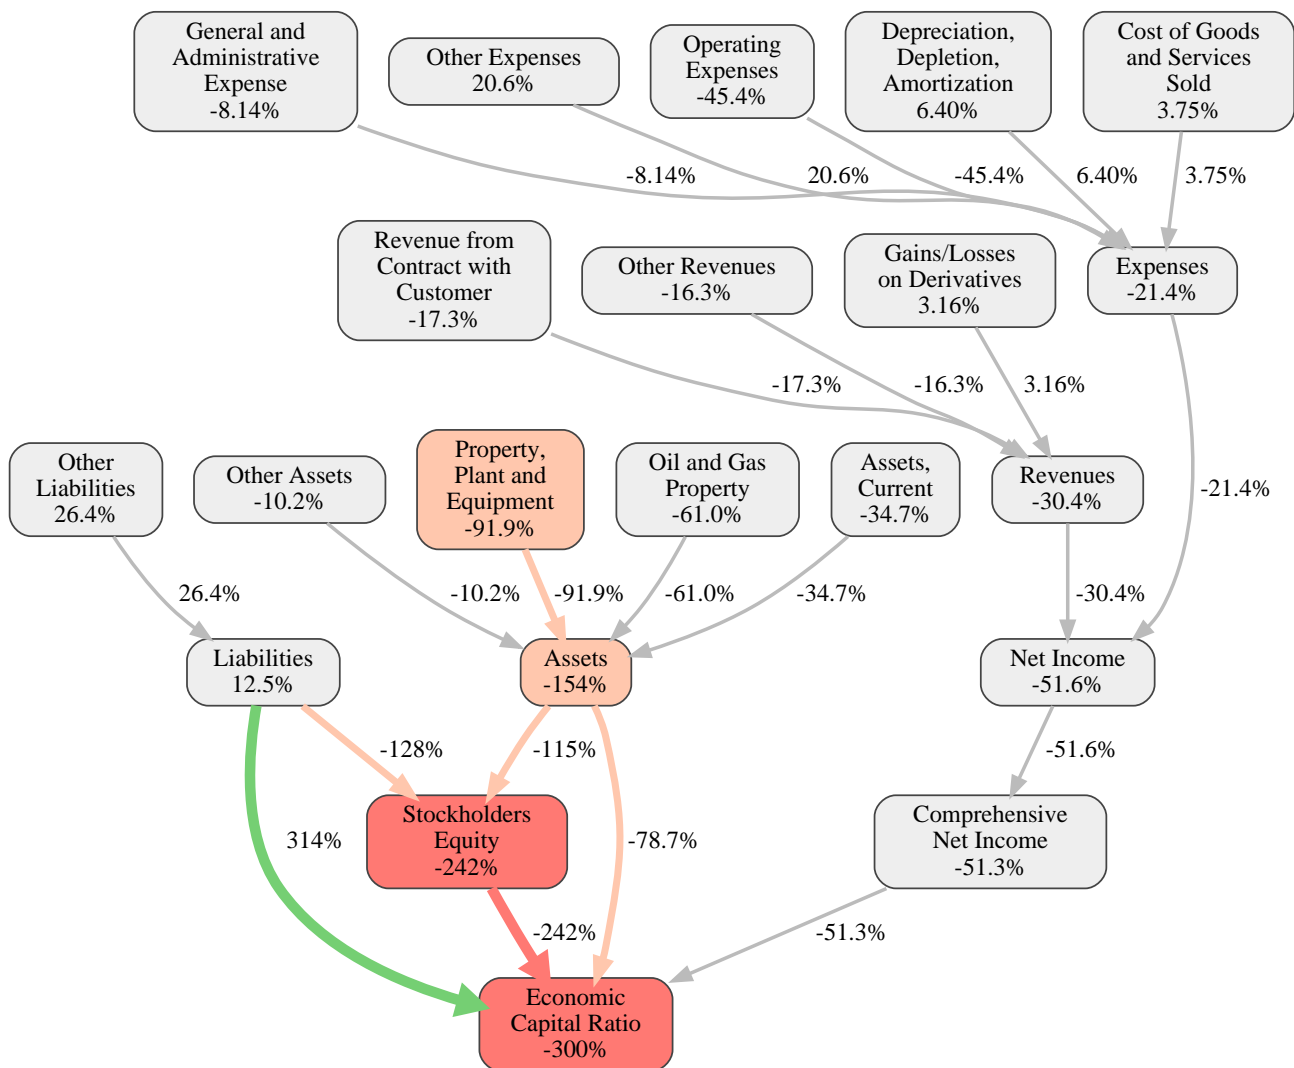 General and
Administrative
Expense
-8.14%
Other Expenses
20.6%
Operating
Expenses
-45.4%
Depreciation,
Depletion,
Amortization
6.40%
Cost of Goods
and Services
Sold
3.75%
-8.14%
20.6%
-45.4%
6.40%
3.75%
Revenue from
Contract with
Customer
-17.3%
Other Revenues
-16.3%
Gains/Losses
on Derivatives
3.16%
Expenses
-21.4%
-17.3%
-16.3%
3.16%
Other
Liabilities
26.4%
Other Assets
-10.2%
Property,
Plant and
Equipment
-91.9%
Oil and Gas
Property
-61.0%
Assets,
Current
-34.7%
Revenues
-30.4%
-21.4%
26.4%
-10.2%
-91.9%
-61.0%
-34.7%
-30.4%
Liabilities
12.5%
Assets
-154%
Net Income
-51.6%
-128%
-115%
-51.6%
314%
Stockholders
Equity
-242%
-78.7%
Comprehensive
Net Income
-51.3%
-242%
-51.3%
Economic
Capital Ratio
-300%